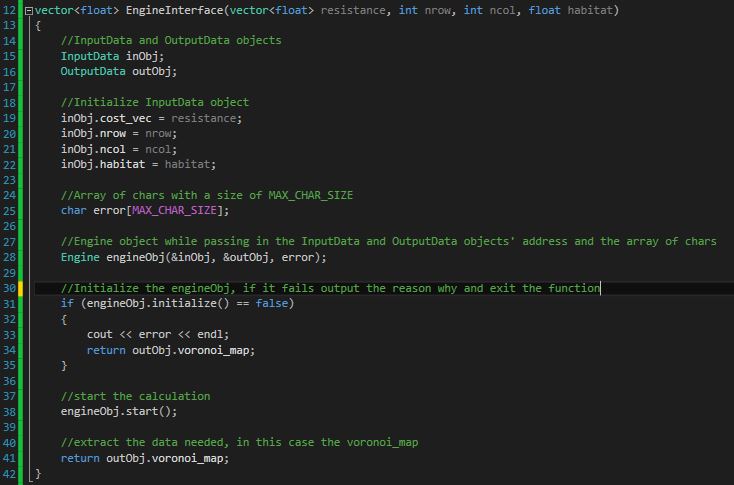 12 vector<float> EngineInterface(vector<float> resistance, int nrow, int ncol, float habitat)
13 {
14 //InputData and OutputData objects
15 InputData inObj;
16 OutputData outObj;
17
18 //Initialize InputData object
19 inObj.cost_vec = resistance;
20 inObj.nrow = nrow;
21 inObj.ncol = ncol;
22 inObj.habitat = habitat;
23
24 //Array of chars with a size of MAX_CHAR_SIZE
25 char error[MAX_CHAR_SIZE];
26
27 //Engine object while passing in the InputData and OutputData objects' address and the array of chars
28 Engine engineObj(&inObj, &outObj, error);
29
30 //Initialize the engineObj, if it fails output the reason why and exit the function
31 if (engineObj.initialize() == false)
32 {
33 cout << error << endl;
34 return outObj.voronoi_map;
35 }
36
37 //start the calculation
38 engineObj.start();
39
40 //extract the data needed, in this case the voronoi_map
41 return outObj.voronoi_map;
42 }